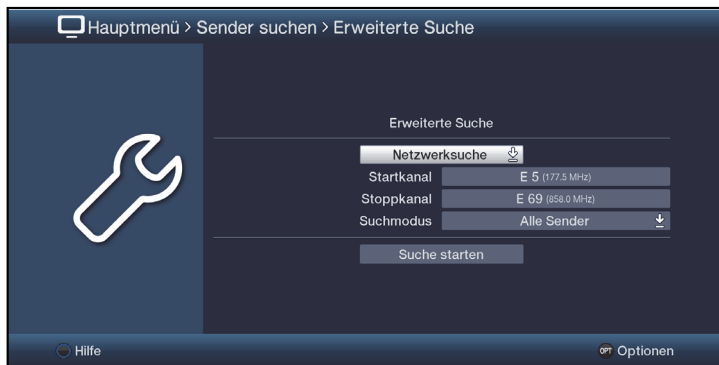 Hauptmenü > Sender suchen > Erweiterte Suche
Erweiterte Suche
Netzwerksuche
Startkanal E 5 (177.5 MHz)
Stoppkanal E 69 (858.0 MHz)
Suchmodus Alle Sender
Suche starten
Hilfe OPT Optionen